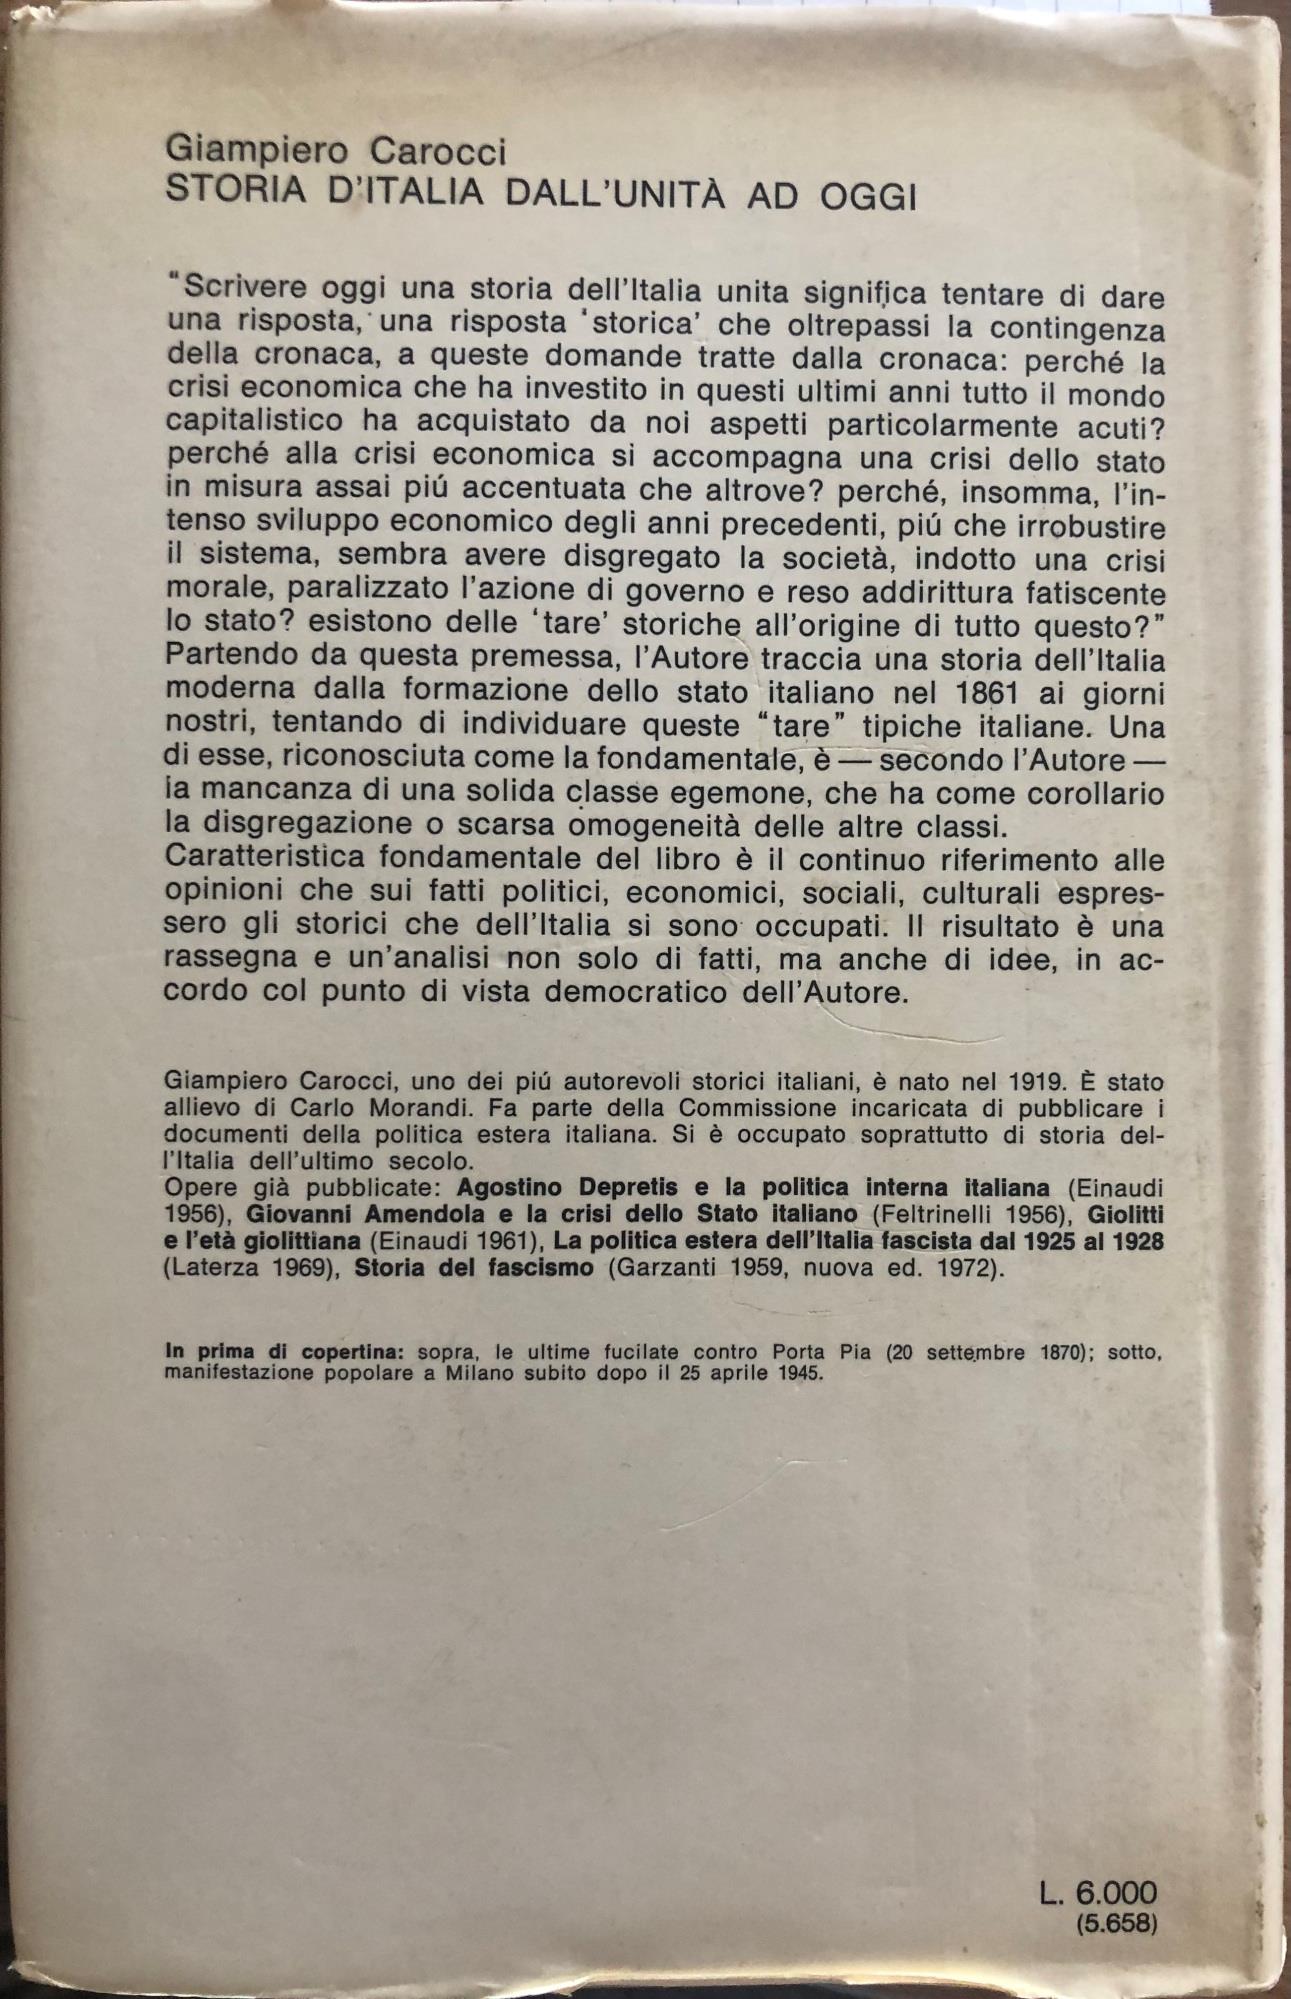 Giampiero Carocci
STORIA D'ITALIA DALL'UNITÀ AD OGGI
“Scrivere oggi una storia dell'Italia unita significa tentare di dare
una risposta, una risposta ‘storica’ che oltrepassi la contingenza
della cronaca, a queste domande tratte dalla cronaca: perché la
crisi economica che ha investito in questi ultimi anni tutto il mondo
capitalistico ha acquistato da noi aspetti particolarmente acuti?
perché alla crisi economica si accompagna una crisi dello stato
in misura assai piú accentuata che altrove? perché, insomma, l'in-
tenso sviluppo economico degli anni precedenti, piú che irrobustire
il sistema, sembra avere disgregato la società, indotto una crisi
morale, paralizzato l'azione di governo e reso addirittura fatiscente
lo stato? esistono delle ‘tare’ storiche all'origine di tutto questo?”
Partendo da questa premessa, l'Autore traccia una storia dell'Italia
moderna dalla formazione dello stato italiano nel 1861 ai giorni
nostri, tentando di individuare queste “tare” tipiche italiane. Una
di esse, riconosciuta come la fondamentale, è — secondo l'Autore —
la mancanza di una solida classe egemone, che ha come corollario
la disgregazione o scarsa omogeneità delle altre classi.
Caratteristica fondamentale del libro è il continuo riferimento alle
opinioni che sui fatti politici, economici, sociali, culturali espres-
sero gli storici che dell'Italia si sono occupati. Il risultato è una
rassegna e un'analisi non solo di fatti, ma anche di idee, in ac-
cordo col punto di vista democratico dell'Autore.
Giampiero Carocci, uno dei piú autorevoli storici italiani, è nato nel 1919. È stato
allievo di Carlo Morandi. Fa parte della Commissione incaricata di pubblicare i
documenti della politica estera italiana. Si è occupato soprattutto di storia del-
l'Italia dell'ultimo secolo.
Opere già pubblicate: Agostino Depretis e la politica interna italiana (Einaudi
1956), Giovanni Amendola e la crisi dello Stato italiano (Feltrinelli 1956), Giolitti
e l'età giolittiana (Einaudi 1961), La politica estera dell'Italia fascista dal 1925 al 1928
(Laterza 1969), Storia del fascismo (Garzanti 1959, nuova ed. 1972).
In prima di copertina: sopra, le ultime fucilate contro Porta Pia (20 settembre 1870); sotto,
manifestazione popolare a Milano subito dopo il 25 aprile 1945.
L. 6.000
(5.658)